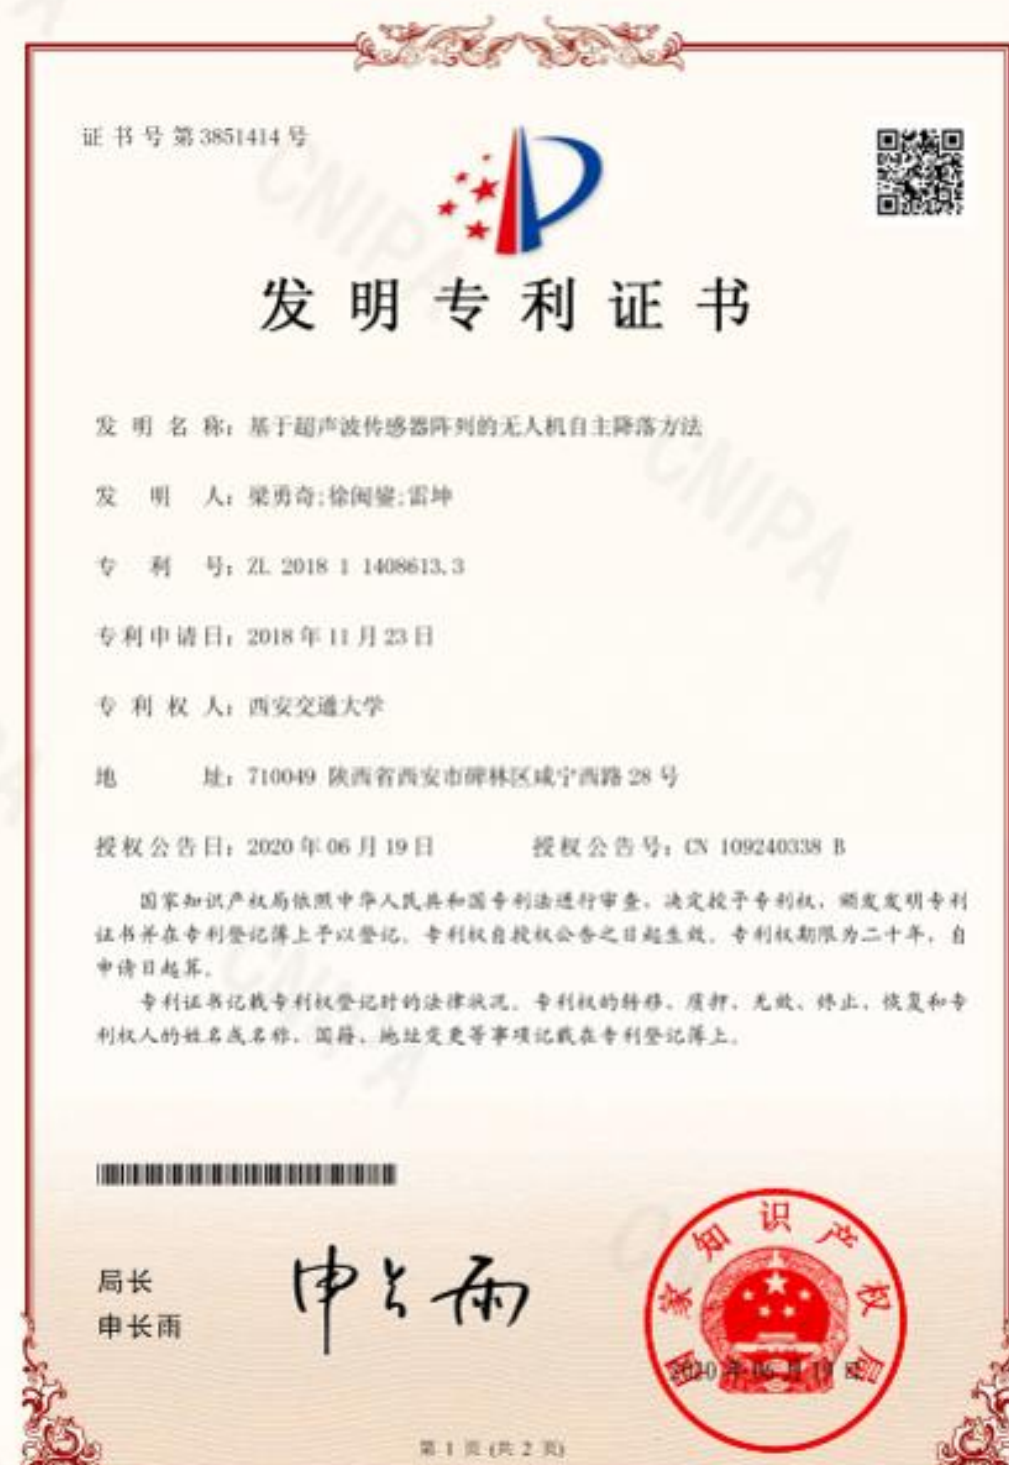 证书号第3851414号
发明专利证书
发明名称：基于超声波传感器阵列的无人机自主降落方法
发明人：梁勇奇;徐闽鋆;雷坤
专利号：ZL 2018 1 1408613.3
专利申请日：2018年11月23日
专利权人：西安交通大学
地址：710049 陕西省西安市碑林区咸宁西路28号
授权公告日：2020年06月19日 授权公告号：CN 109240338 B
国家知识产权局依照中华人民共和国专利法进行审查，决定授予专利权，颁发发明专利
证书并在专利登记簿上予以登记。专利权自授权公告之日起生效。专利权期限为二十年，自
申请日起算。
专利证书记载专利权登记时的法律状况。专利权的转移、质押、无效、终止、恢复和专
利权人的姓名或名称、国籍、地址变更等事项记载在专利登记簿上。
局长
申长雨
申长雨
国家知识产权局
2020年06月19日
第 1 页 (共 2 页)
CNIPA
CNIPA
CNIPA